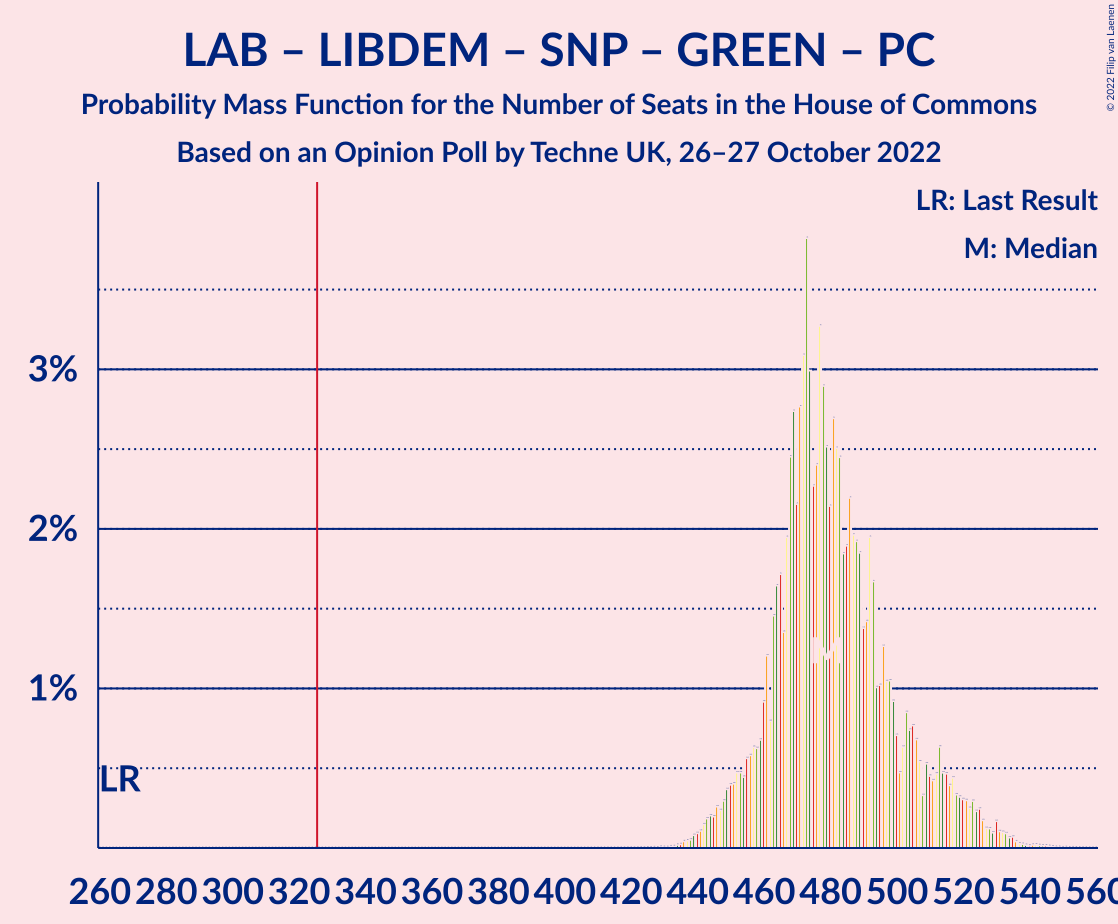 LAB – LIBDEM – SNP – GREEN – PC
Probability Mass Function for the Number of Seats in the House of Commons
Based on an Opinion Poll by Techne UK, 26–27 October 2022
© 2022 Filip van Laenen
LR: Last Result
M: Median
3%
2%
1%
LR
260 280 300 320 340 360 380 400 420 440 460 480 500 520 540 560